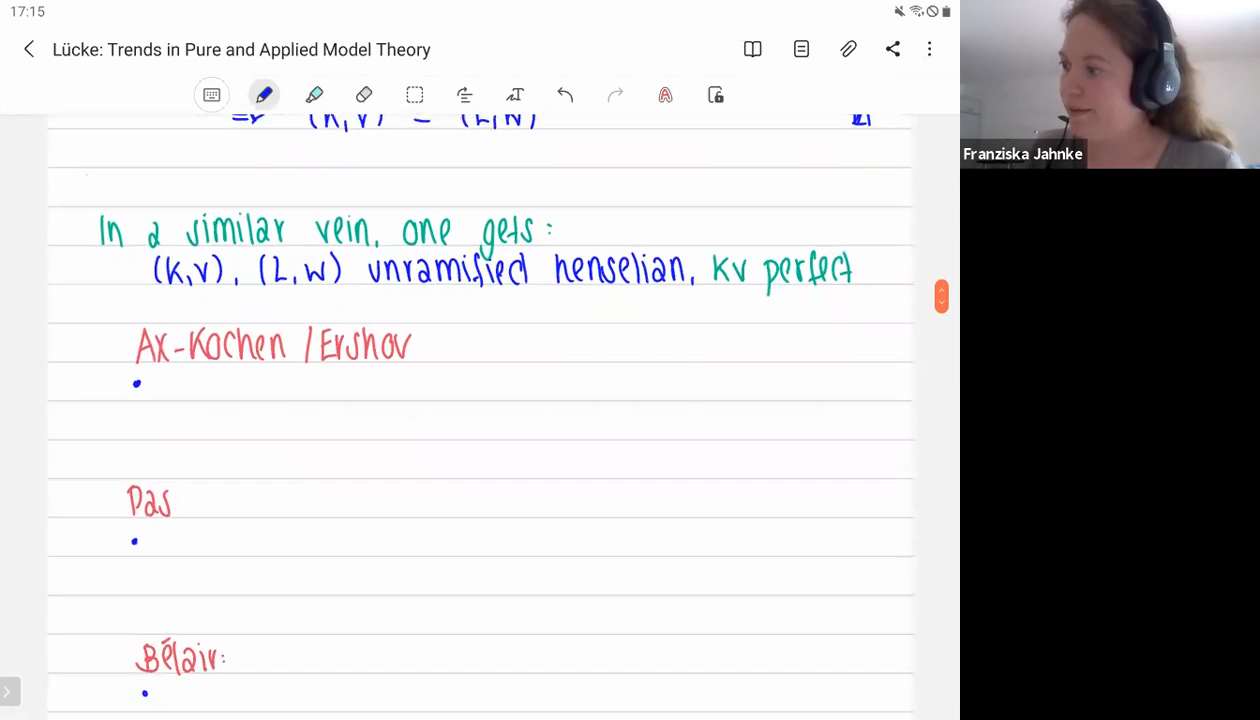 17:15
Lücke: Trends in Pure and Applied Model Theory
Franziska Jahnke
⇒ (K,v) ≡ (L,w)
In a similar vein, one gets:
(K,v), (L,w) unramified henselian, Kv perfect
Ax-Kochen / Ershov
•
Pas
•
Bélair:
•